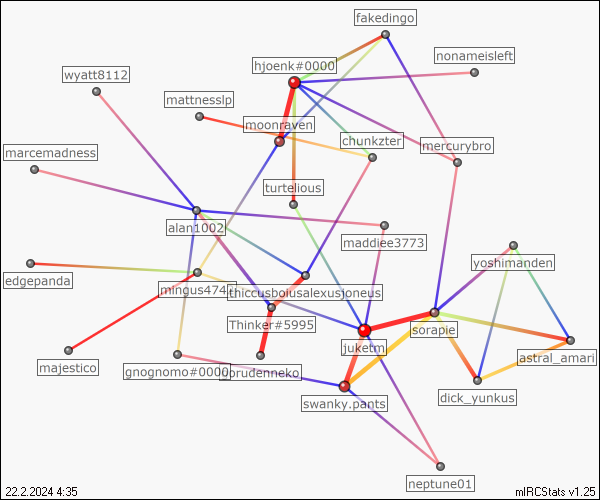 fakedingo
nonameisleft
hjoenk#0000
wyatt8112
mattnesslp
moonraven
chunkzter
mercurybro
marcemadness
turtelious
alan1002
maddiee3773
yoshimanden
edgepanda
mingus474
thiccusboiusalexusjoneus
Thinker#5995
sorapie
juketm
astral_amari
majestico
gnognomo#0000
prudenneko
dick_yunkus
swanky.pants
neptune01
22.2.2024 4:35
mIRCStats v1.25